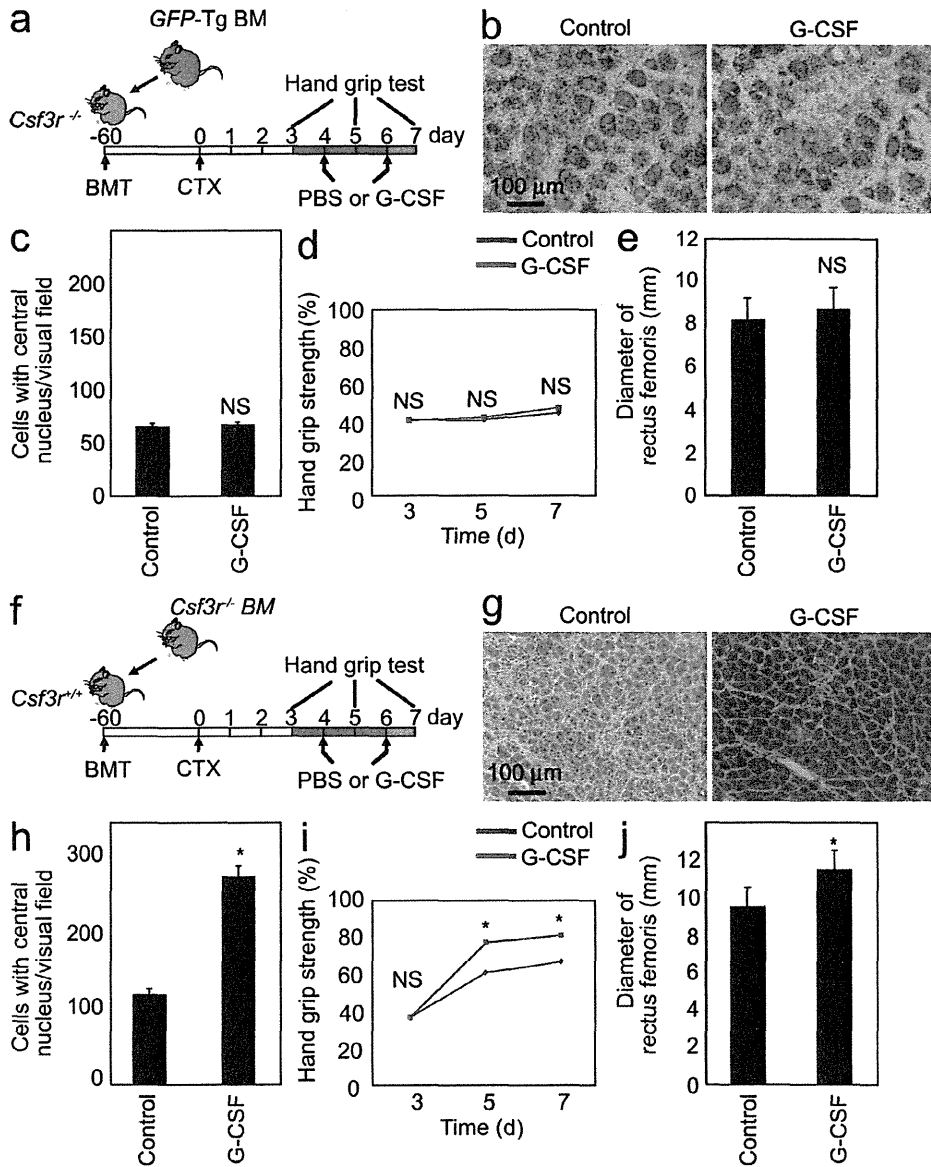 a
GFP-Tg BM
Csf3r -/-
Hand grip test
-60 0 1 2 3 4 5 6 7 day
BMT CTX PBS or G-CSF
b
Control G-CSF
100 μm
c
Cells with central
nucleus/visual field
200
150
100
50
0
NS
Control G-CSF
d
Control
G-CSF
Hand grip strength (%)
100
80
60
40
20
0
NS NS NS
3 5 7
Time (d)
e
Diameter of
rectus femoris (mm)
12
10
8
6
4
2
0
NS
Control G-CSF
f
Csf3r-/- BM
Csf3r+/+
Hand grip test
-60 0 1 2 3 4 5 6 7 day
BMT CTX PBS or G-CSF
g
Control G-CSF
100 μm
h
Cells with central
nucleus/visual field
300
200
100
0
*
Control G-CSF
i
Control
G-CSF
Hand grip strength (%)
100
80
60
40
20
0
NS * *
3 5 7
Time (d)
j
Diameter of
rectus femoris (mm)
12
10
8
6
4
2
0
*
Control G-CSF